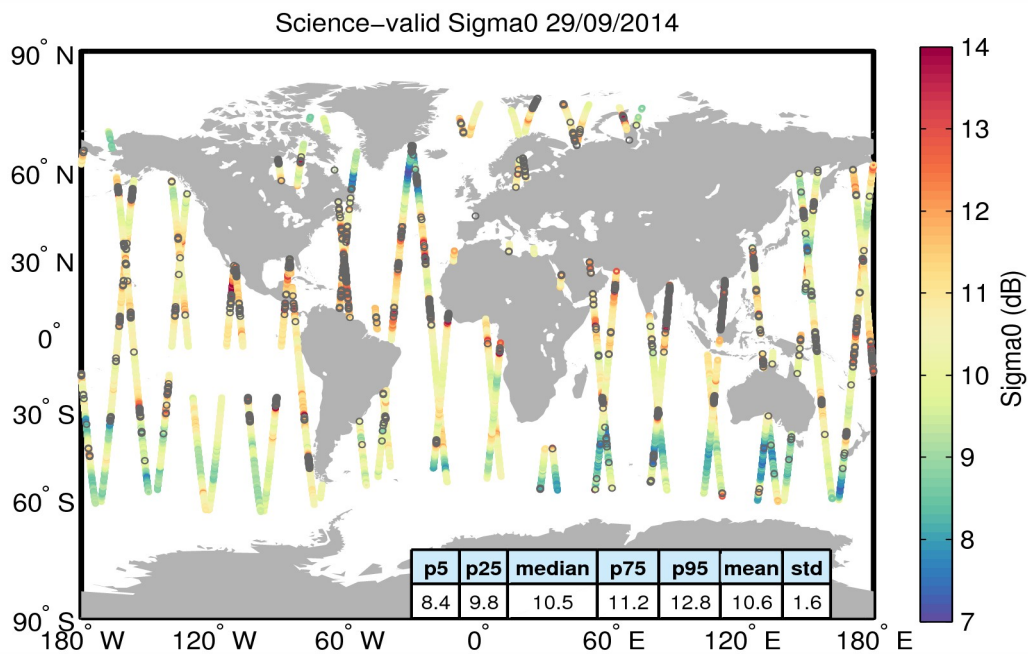 Science−valid Sigma0 29/09/2014
90° N
60° N
30° N
0°
30° S
60° S
90° S
180° W
120° W
60° W
0°
60° E
120° E
180° E
14
13
12
11
10
9
8
7
Sigma0 (dB)
p5 p25 median p75 p95 mean std
8.4 9.8 10.5 11.2 12.8 10.6 1.6